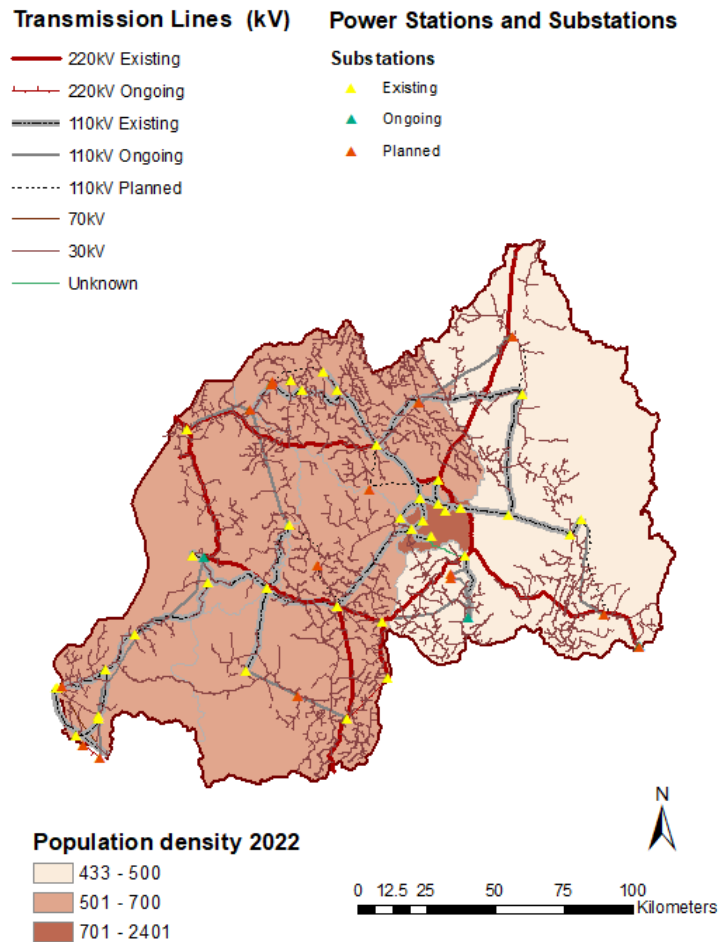 Transmission Lines (kV)
220kV Existing
220kV Ongoing
110kV Existing
110kV Ongoing
110kV Planned
70kV
30kV
Unknown
Power Stations and Substations
Substations
Existing
Ongoing
Planned
N
Population density 2022
433 - 500
501 - 700
701 - 2401
0 12.5 25 50 75 100
Kilometers